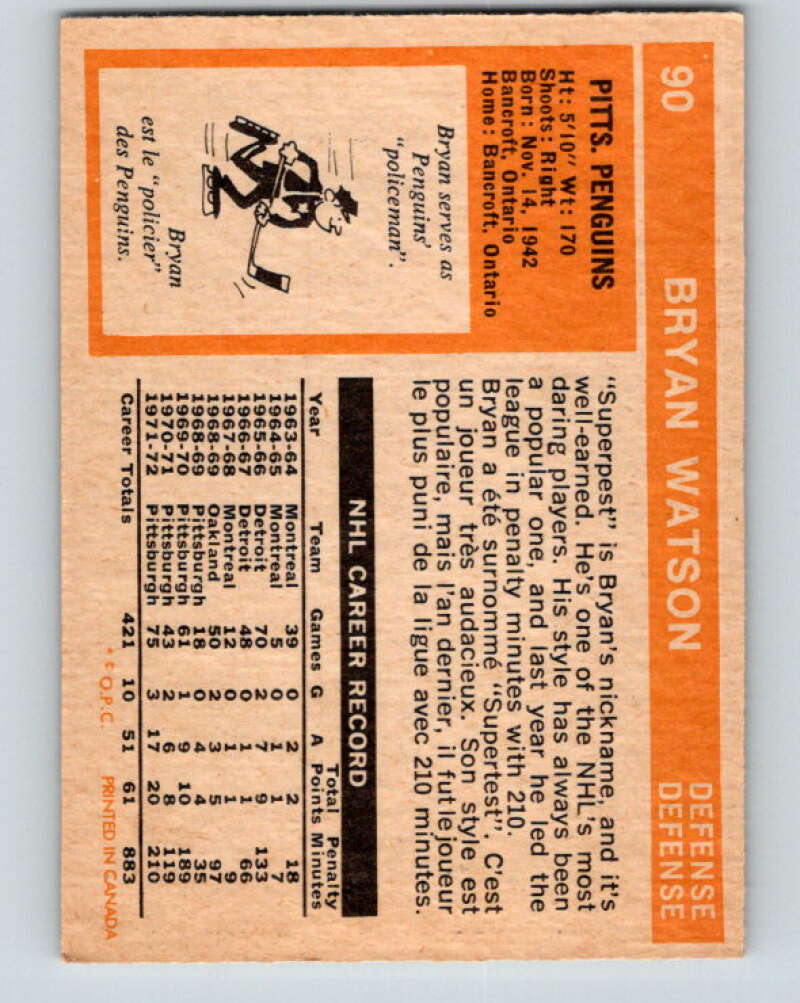 90 BRYAN WATSON DEFENSE
DEFENSE
PITTS. PENGUINS
Ht: 5'10" Wt: 170
Shoots: Right
Born: Nov. 14, 1942
Bancroft, Ontario
Home: Bancroft, Ontario
Bryan serves as
Penguins'
"policeman".
Bryan
est le "policier"
des Penguins.
"Superpest" is Bryan's nickname, and it's
well-earned. He's one of the NHL's most
daring players. His style has always been
a popular one, and last year he led the
league in penalty minutes with 210.
Bryan a été surnommé "Supertest". C'est
un joueur très audacieux. Son style est
populaire, mais l'an dernier, il fut le joueur
le plus puni de la ligue avec 210 minutes.
NHL CAREER RECORD
Total Penalty
Year Team Games G A Points Minutes
1963-64 Montreal 39 0 2 2 18
1964-65 Montreal 5 0 1 1 7
1965-66 Detroit 70 2 7 9 133
1966-67 Detroit 48 0 1 1 66
1967-68 Montreal 12 0 1 1 9
1968-69 Oakland 50 2 3 5 97
1968-69 Pittsburgh 18 0 4 4 35
1969-70 Pittsburgh 61 1 9 10 189
1970-71 Pittsburgh 43 2 6 8 119
1971-72 Pittsburgh 75 3 17 20 210
Career Totals 421 10 51 61 883
* © O.P.C. PRINTED IN CANADA